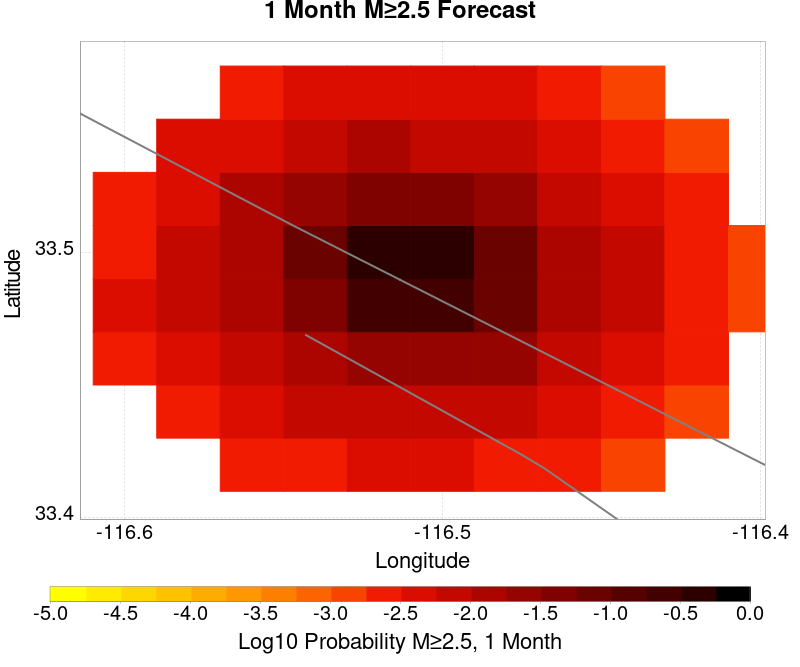 1 Month M≥2.5 Forecast
Latitude
33.5
33.4
-116.6 -116.5 -116.4
Longitude
-5.0 -4.5 -4.0 -3.5 -3.0 -2.5 -2.0 -1.5 -1.0 -0.5 0.0
Log10 Probability M≥2.5, 1 Month